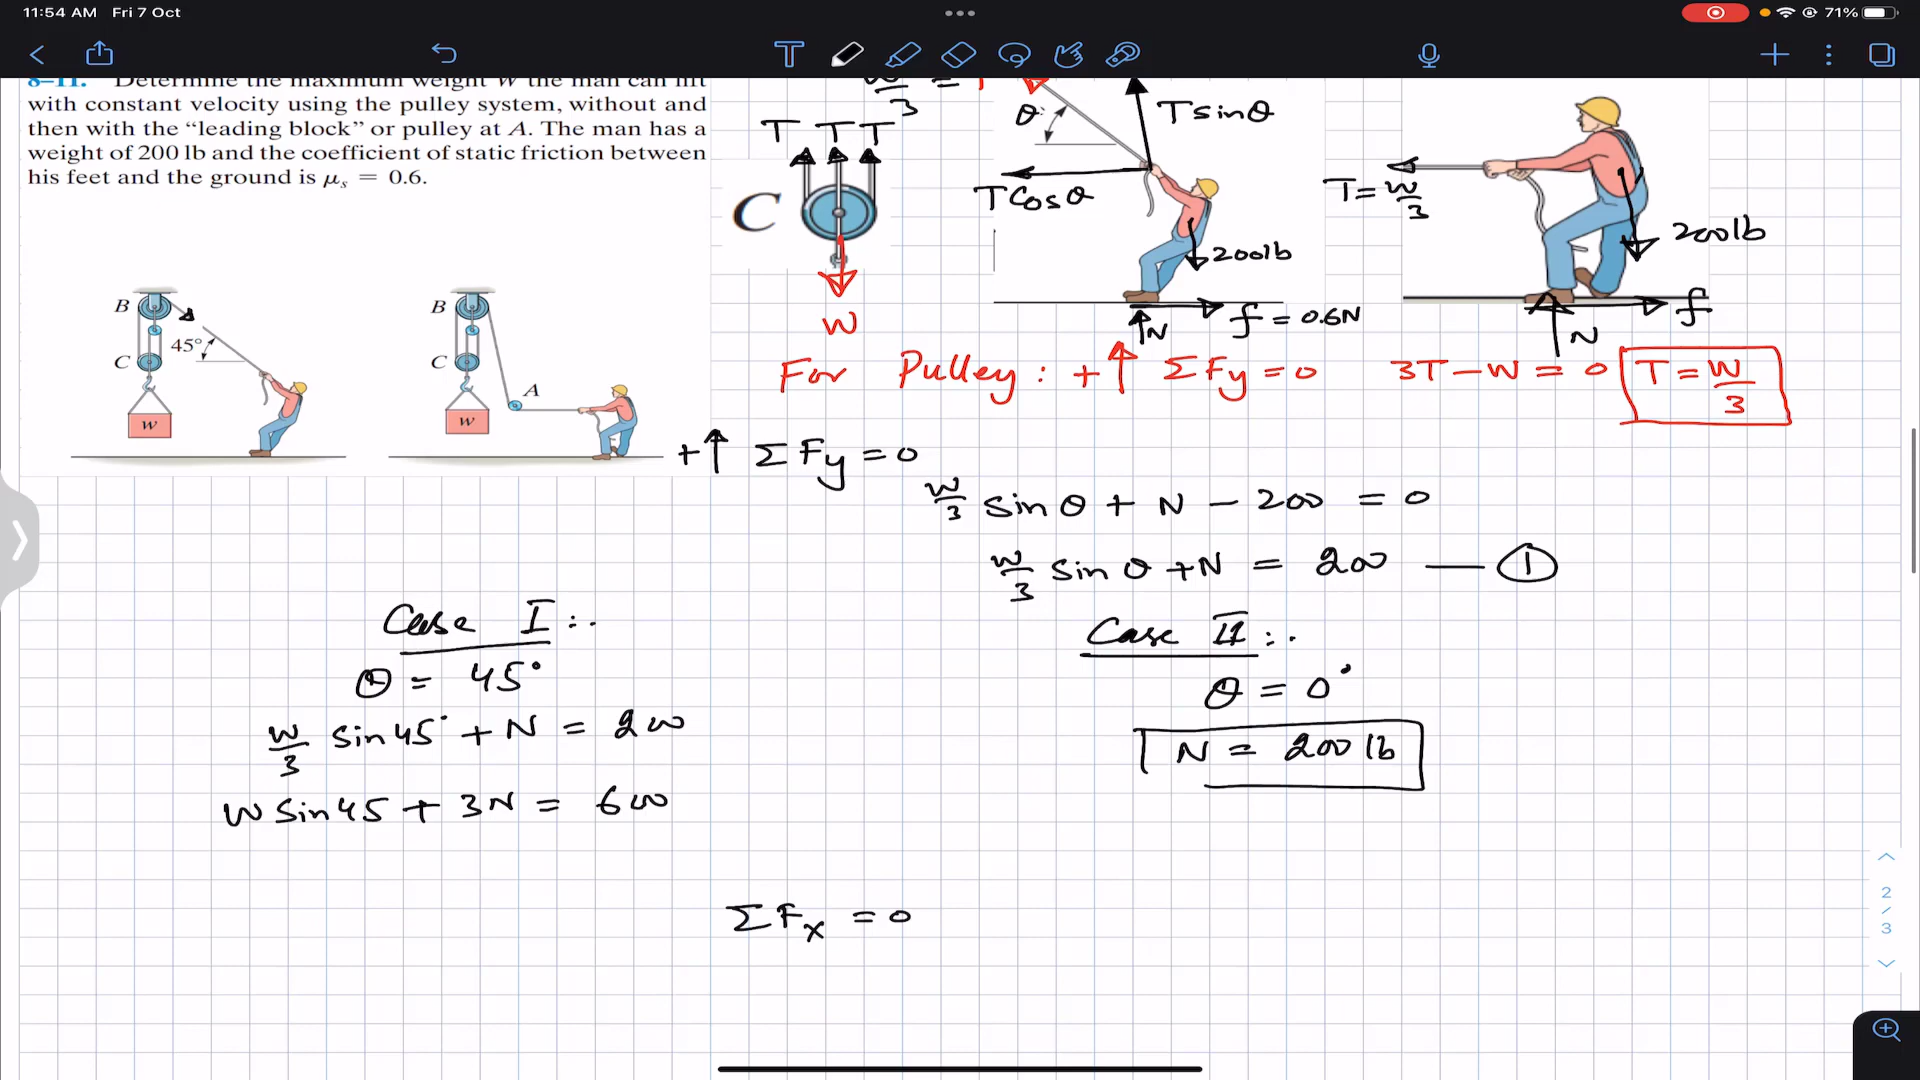 11:54 AM Fri 7 Oct
71%
8–11. Determine the maximum weight W the man can lift
with constant velocity using the pulley system, without and
then with the “leading block” or pulley at A. The man has a
weight of 200 lb and the coefficient of static friction between
his feet and the ground is μs = 0.6.
B
C
45°
W
B
C
A
W
T T T
C
W
W/3 =
θ
T sinθ
T cosθ
200lb
N
f = 0.6N
T = W/3
200lb
N
f
For Pulley : +↑ ΣFy = 0 3T – W = 0 T = W/3
+↑ ΣFy = 0
W/3 sin θ + N – 200 = 0
W/3 sin θ + N = 200 — ①
Case I :.
θ = 45°
W/3 sin45° + N = 200
W sin45 + 3N = 600
Case II :.
θ = 0°
N = 200 lb
ΣFx = 0
2
/
3